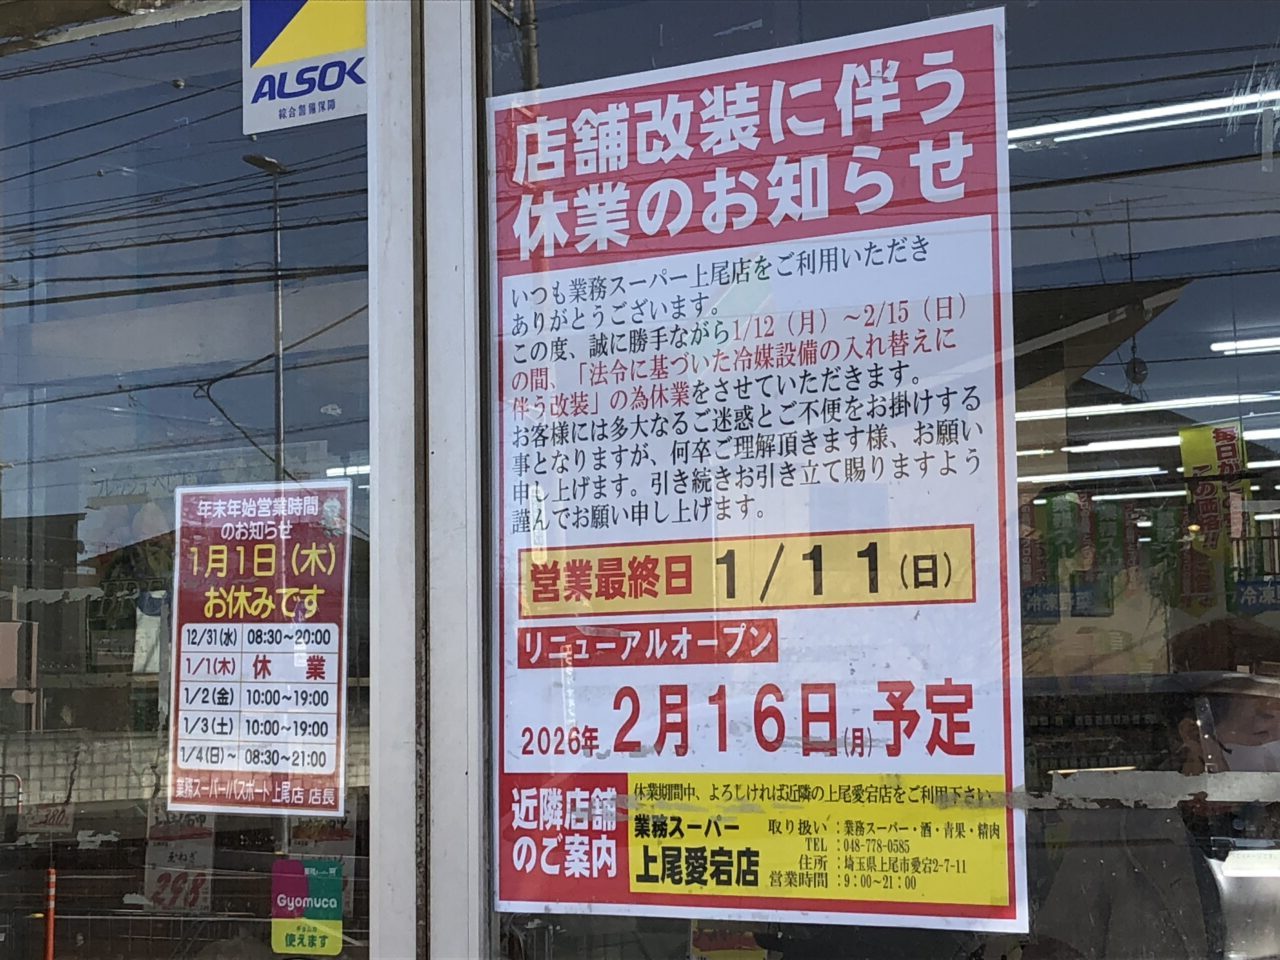 ALSOK
綜合警備保障
店舗改装に伴う
休業のお知らせ
いつも業務スーパー上尾店をご利用いただき
ありがとうございます。
この度、誠に勝手ながら1/12（月）～2/15（日）
の間、「法令に基づいた冷媒設備の入れ替えに
伴う改装」の為休業をさせていただきます。
お客様には多大なるご迷惑とご不便をお掛けする
事となりますが、何卒ご理解頂きます様、お願い
申し上げます。引き続きお引き立て賜りますよう
謹んでお願い申し上げます。
営業最終日 1/11（日）
リニューアルオープン
2026年 2月16日(月)予定
近隣店舗
のご案内
休業期間中、よろしければ近隣の上尾愛宕店をご利用下さい
業務スーパー
上尾愛宕店
取り扱い：業務スーパー・酒・青果・精肉
TEL：048-778-0585
住所：埼玉県上尾市愛宕2-7-11
営業時間：9:00～21:00
年末年始営業時間
のお知らせ
1月1日（木）
お休みです
12/31(水) 08:30～20:00
1/1(木) 休業
1/2(金) 10:00～19:00
1/3(土) 10:00～19:00
1/4(日)～ 08:30～21:00
業務スーパー/パスポート上尾店 店長
298
Gyomuca
使えます
冷凍野菜